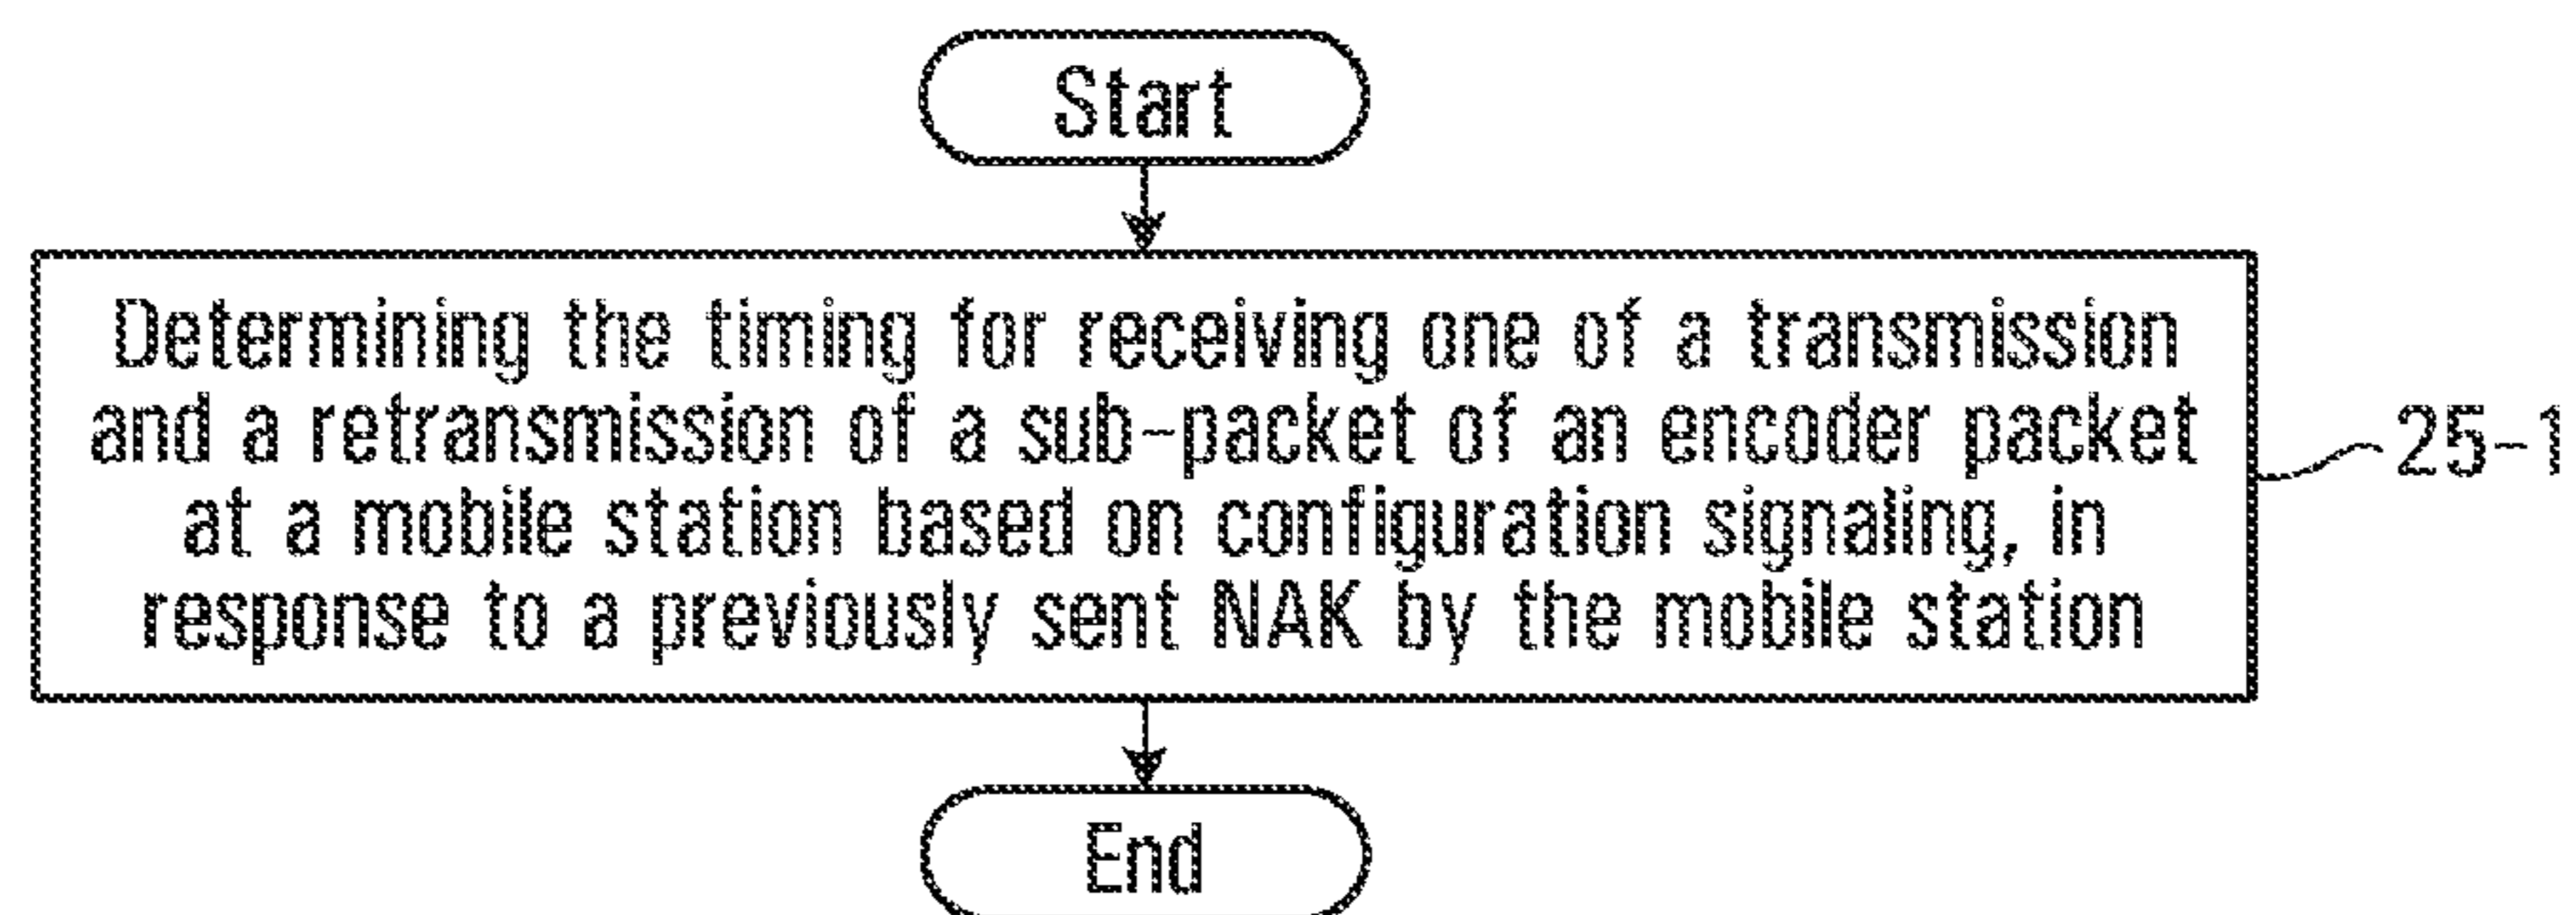 Start
Determining the timing for receiving one of a transmission
and a retransmission of a sub-packet of an encoder packet
at a mobile station based on configuration signaling, in
response to a previously sent NAK by the mobile station
25-1
End